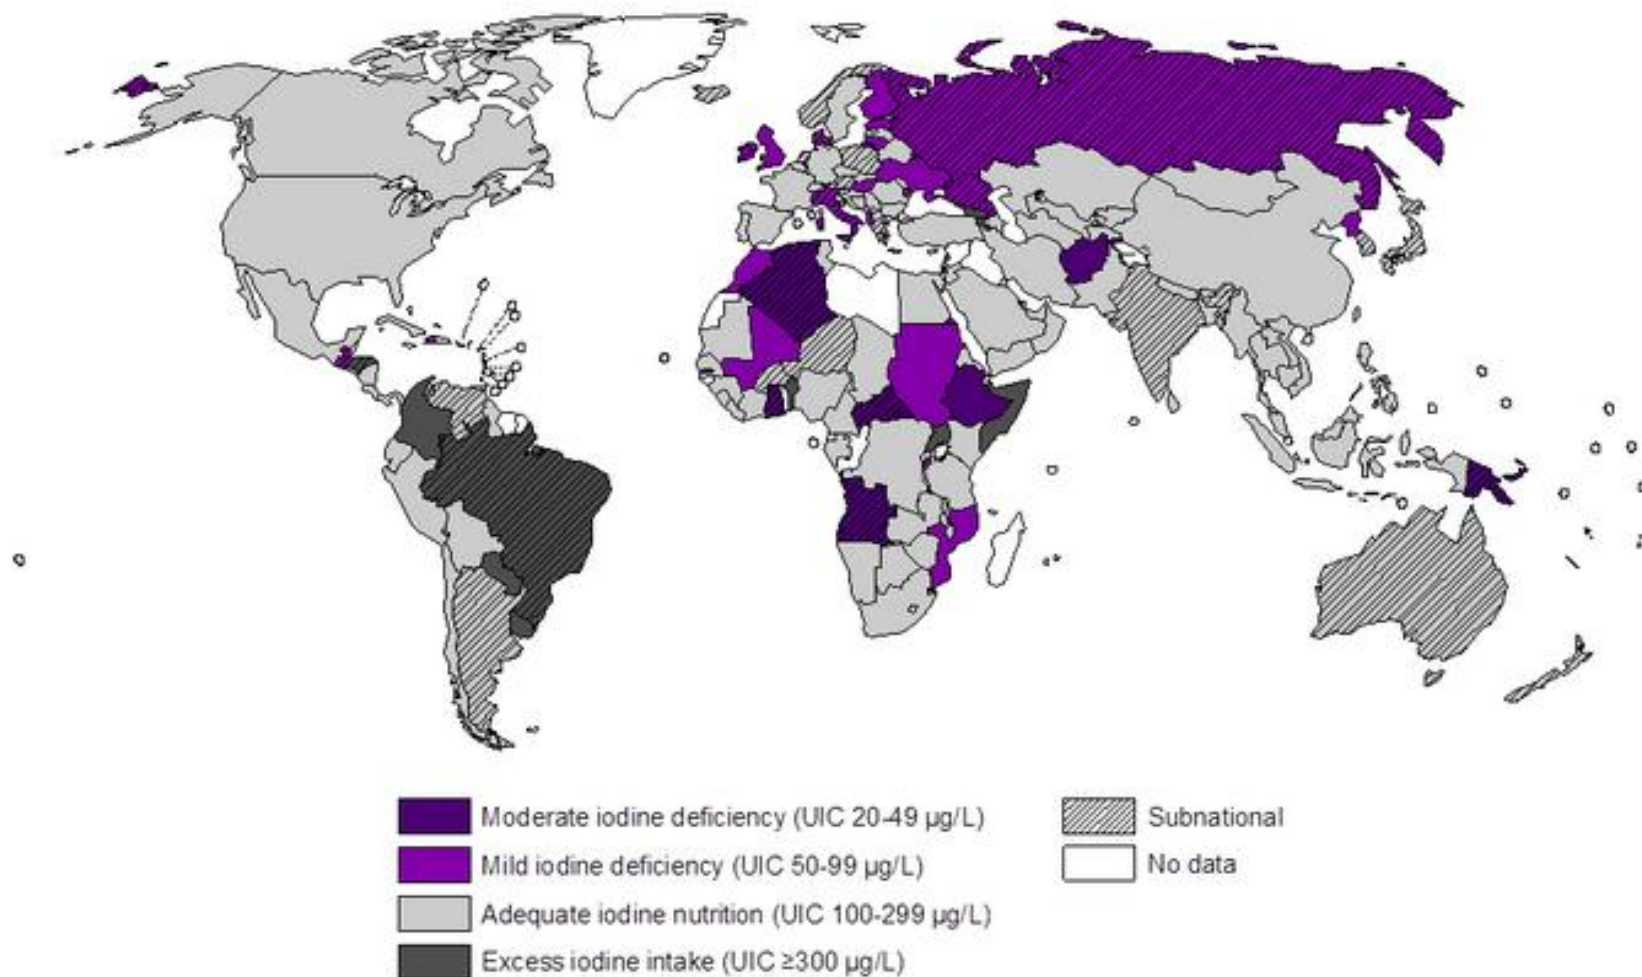 Moderate iodine deficiency (UIC 20-49 µg/L)
Mild iodine deficiency (UIC 50-99 µg/L)
Adequate iodine nutrition (UIC 100-299 µg/L)
Excess iodine intake (UIC ≥300 µg/L)
Subnational
No data